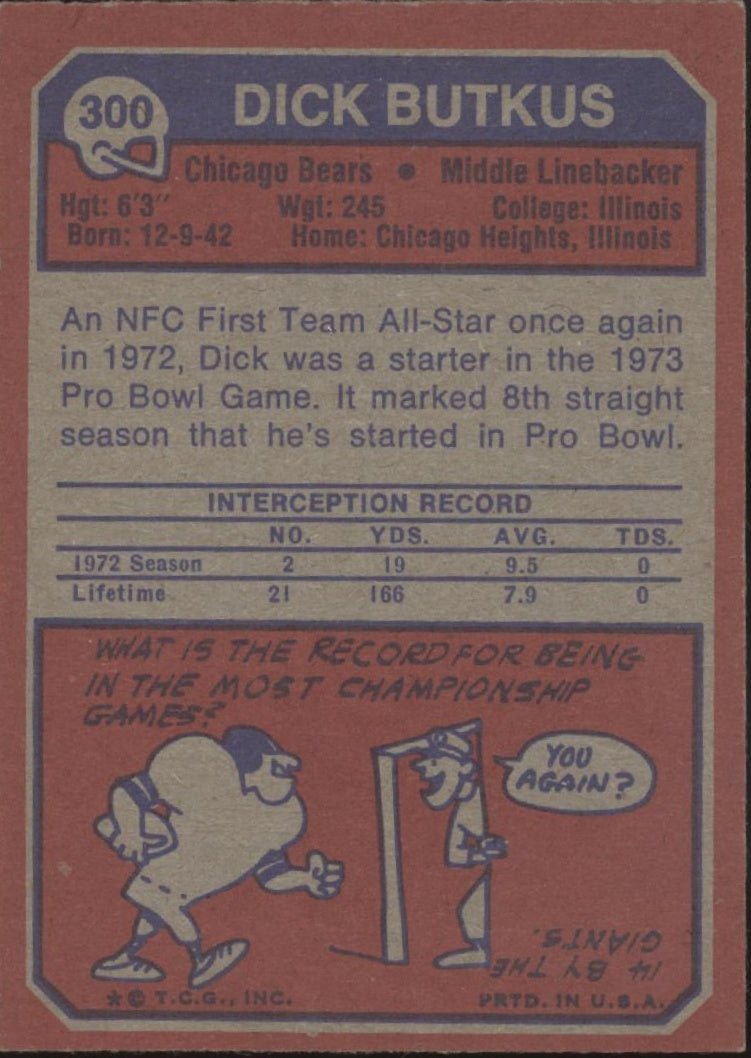 300
DICK BUTKUS
Chicago Bears • Middle Linebacker
Hgt: 6'3" Wgt: 245 College: Illinois
Born: 12-9-42 Home: Chicago Heights, Illinois
An NFC First Team All-Star once again
in 1972, Dick was a starter in the 1973
Pro Bowl Game. It marked 8th straight
season that he's started in Pro Bowl.
INTERCEPTION RECORD
NO. YDS. AVG. TDS.
1972 Season 2 19 9.5 0
Lifetime 21 166 7.9 0
WHAT IS THE RECORD FOR BEING
IN THE MOST CHAMPIONSHIP
GAMES?
YOU
AGAIN?
14 BY THE
GIANTS.
★ © T.C.G., INC. PRTD. IN U.S.A.